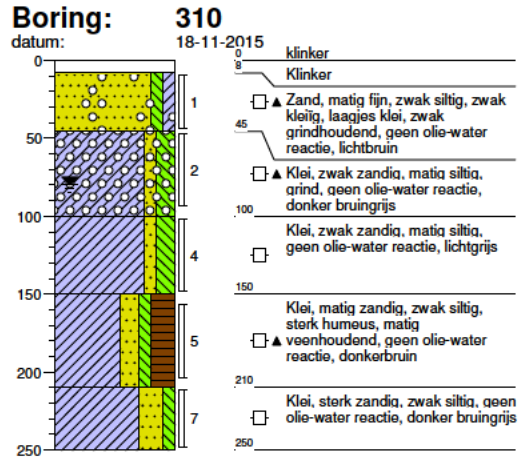 Boring: 310
datum: 18-11-2015
0
50
100
150
200
250
1
2
4
5
7
0
klinker
8
Klinker
Zand, matig fijn, zwak siltig, zwak
kleiïg, laagjes klei, zwak
grindhoudend, geen olie-water
reactie, lichtbruin
45
Klei, zwak zandig, matig siltig,
grind, geen olie-water reactie,
donker bruingrijs
100
Klei, zwak zandig, matig siltig,
geen olie-water reactie, lichtgrijs
150
Klei, matig zandig, zwak siltig,
sterk humeus, matig
veenhoudend, geen olie-water
reactie, donkerbruin
210
Klei, sterk zandig, zwak siltig, geen
olie-water reactie, donker bruingrijs
250